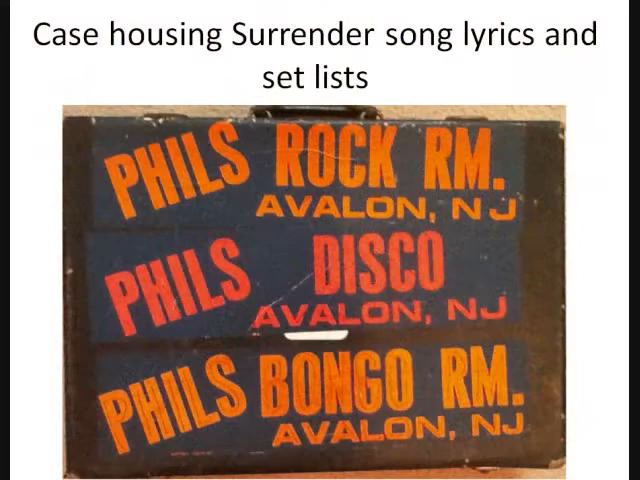 Case housing Surrender song lyrics and
set lists
PHILS ROCK RM.
AVALON, NJ
PHILS DISCO
AVALON, NJ
PHILS BONGO RM.
AVALON, NJ